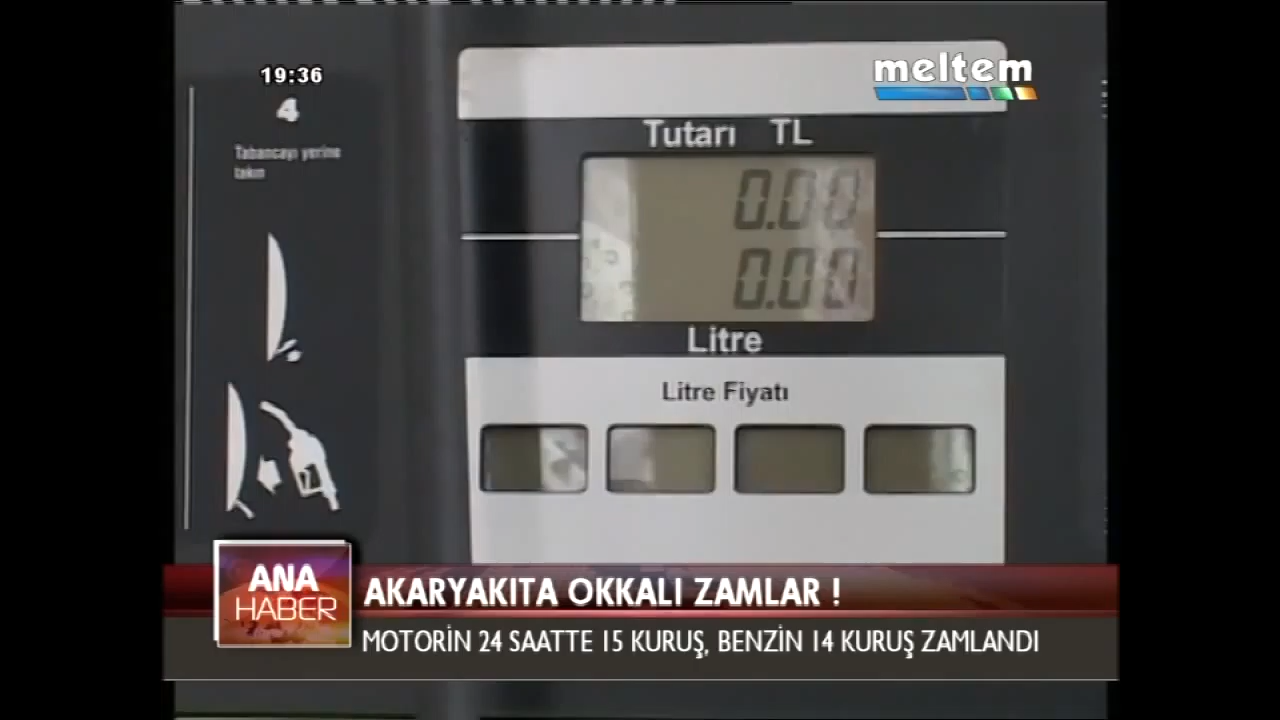 19:36
meltem
4
Tabancayı yerine
takın
Tutarı TL
0.00
0.00
Litre
Litre Fiyatı
ANA
HABER
AKARYAKITA OKKALI ZAMLAR !
MOTORİN 24 SAATTE 15 KURUŞ, BENZİN 14 KURUŞ ZAMLANDI